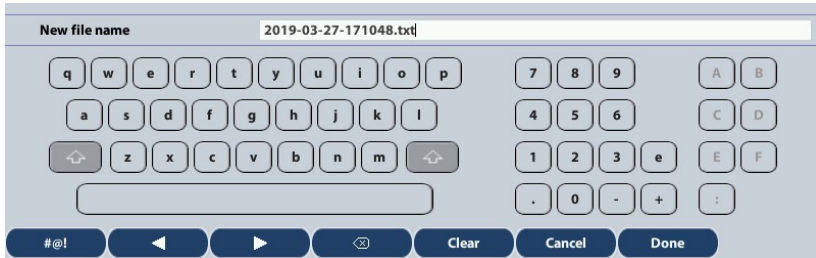 New file name 2019-03-27-171048.txt
q w e r t y u i o p 7 8 9 A B
a s d f g h j k l 4 5 6 C D
z x c v b n m 1 2 3 e E F
. 0 - + :
#@! Clear Cancel Done